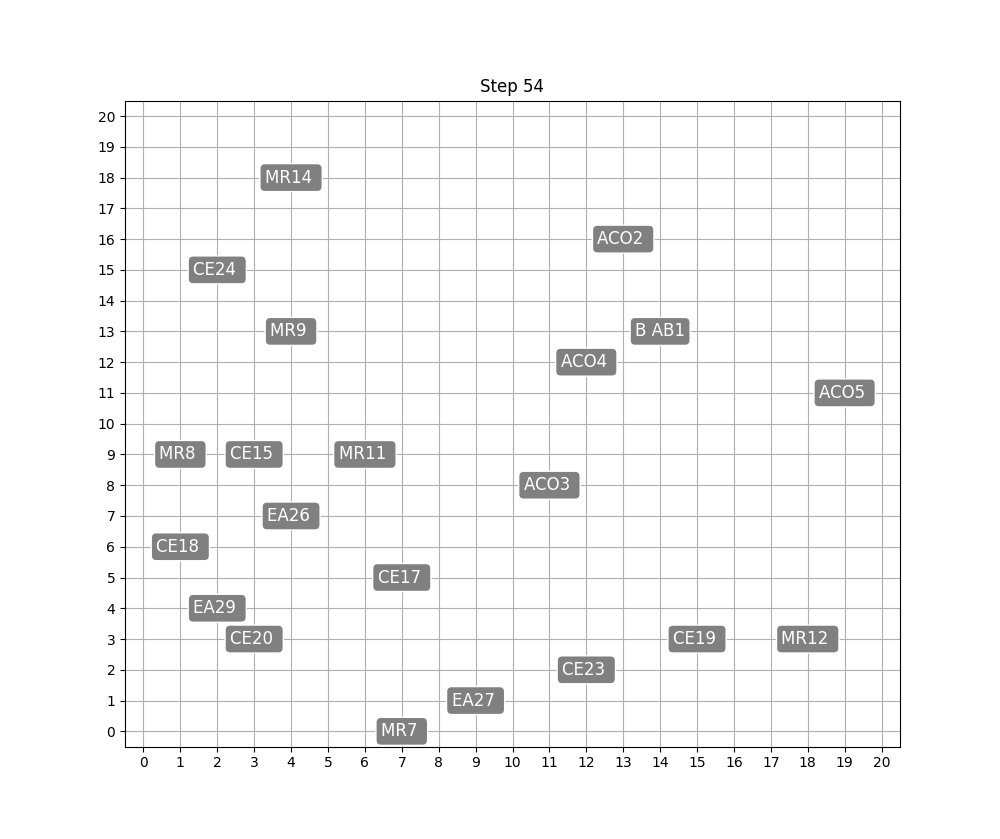 Step 54
20
19
18 MR14
17
16 ACO2
15 CE24
14
13 MR9 B AB1
12 ACO4
11 ACO5
10
9 MR8 CE15 MR11
8 ACO3
7 EA26
6 CE18
5 CE17
4 EA29
3 CE20 CE19 MR12
2 CE23
1 EA27
0 MR7
0 1 2 3 4 5 6 7 8 9 10 11 12 13 14 15 16 17 18 19 20